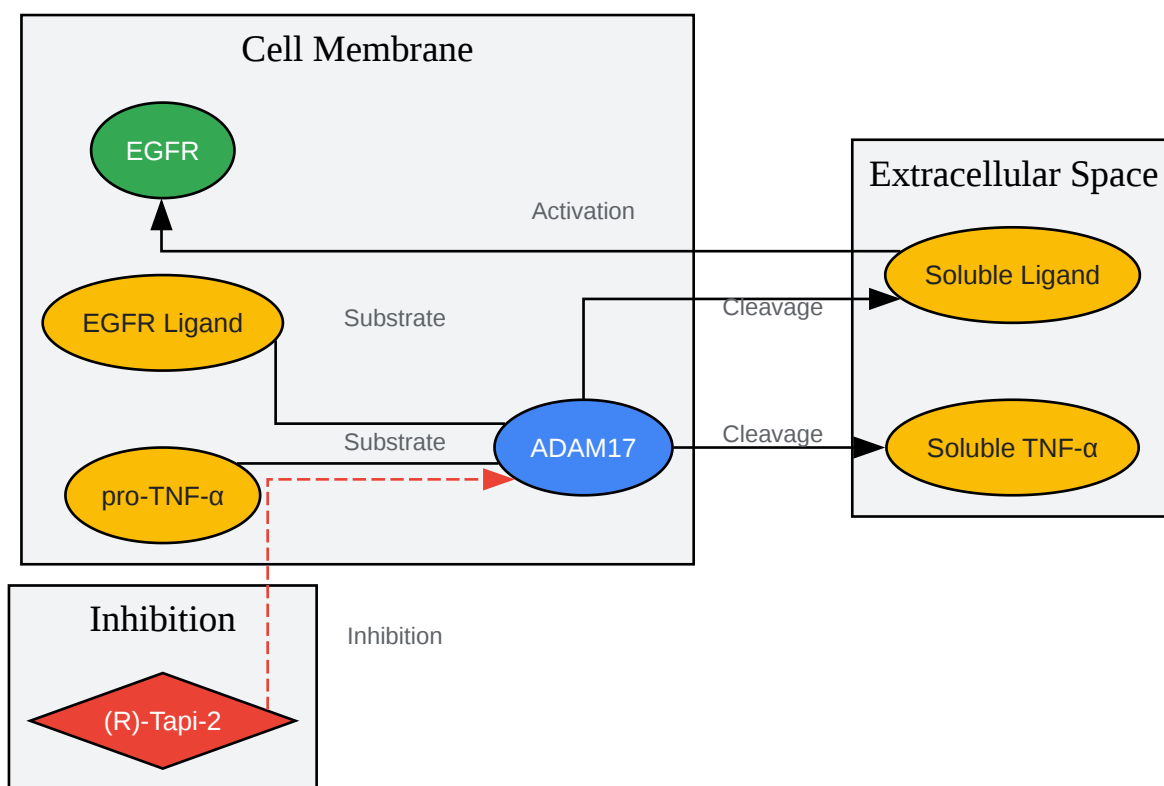 Cell Membrane
EGFR
Extracellular Space
Activation
Soluble Ligand
EGFR Ligand
Substrate
Cleavage
Substrate
ADAM17
Cleavage
Soluble TNF-α
pro-TNF-α
Inhibition
Inhibition
(R)-Tapi-2